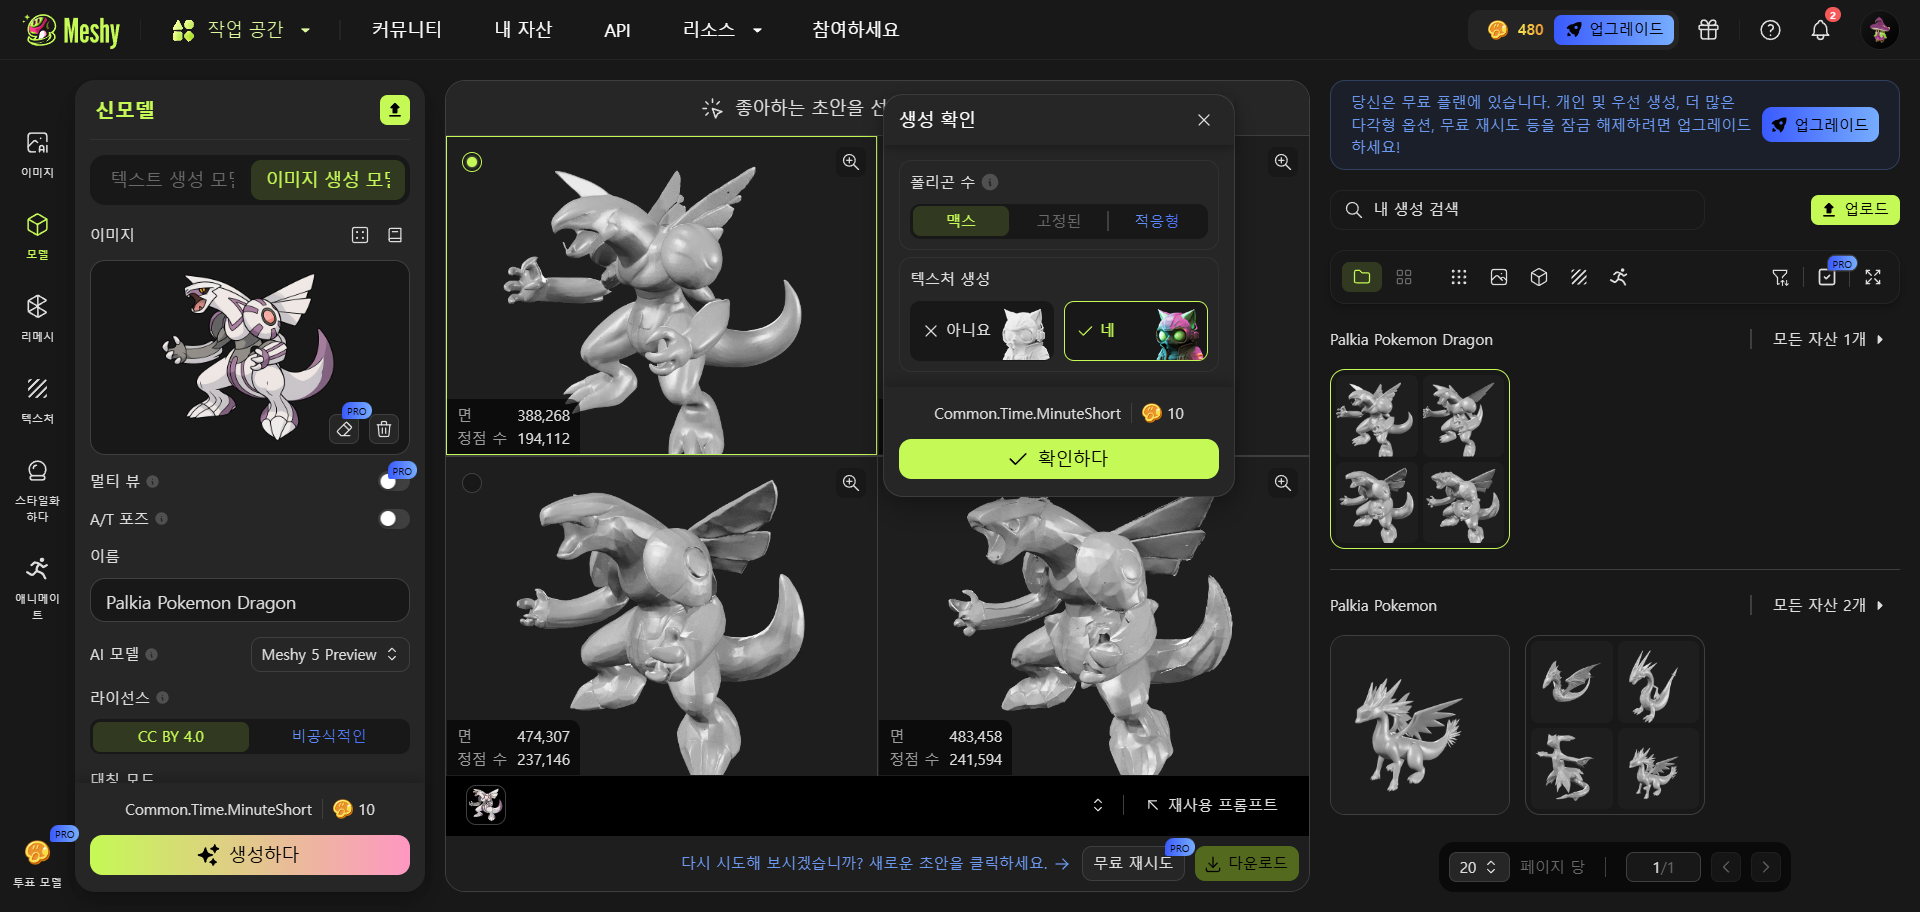 Meshy
작업 공간
커뮤니티
내 자산
API
리소스
참여하세요
480
업그레이드
2
이미지
모델
리메시
텍스처
스타일화
하다
애니메이
트
PRO
투표 모델
신모델
텍스트 생성 모
이미지 생성 모
이미지
PRO
멀티 뷰
PRO
A/T 포즈
이름
Palkia Pokemon Dragon
AI 모델
Meshy 5 Preview
라이선스
CC BY 4.0
비공식적인
대칭 모드
Common.Time.MinuteShort
10
생성하다
좋아하는 초안을 선
면 388,268
정점 수 194,112
면 474,307
정점 수 237,146
면 483,458
정점 수 241,594
생성 확인
폴리곤 수
맥스
고정된
적응형
텍스처 생성
아니요
네
Common.Time.MinuteShort
10
확인하다
재사용 프롬프트
다시 시도해 보시겠습니까? 새로운 초안을 클릭하세요.
무료 재시도
PRO
다운로드
당신은 무료 플랜에 있습니다. 개인 및 우선 생성, 더 많은
다각형 옵션, 무료 재시도 등을 잠금 해제하려면 업그레이드
하세요!
업그레이드
내 생성 검색
업로드
PRO
Palkia Pokemon Dragon
모든 자산 1개
Palkia Pokemon
모든 자산 2개
20
페이지 당
1/1